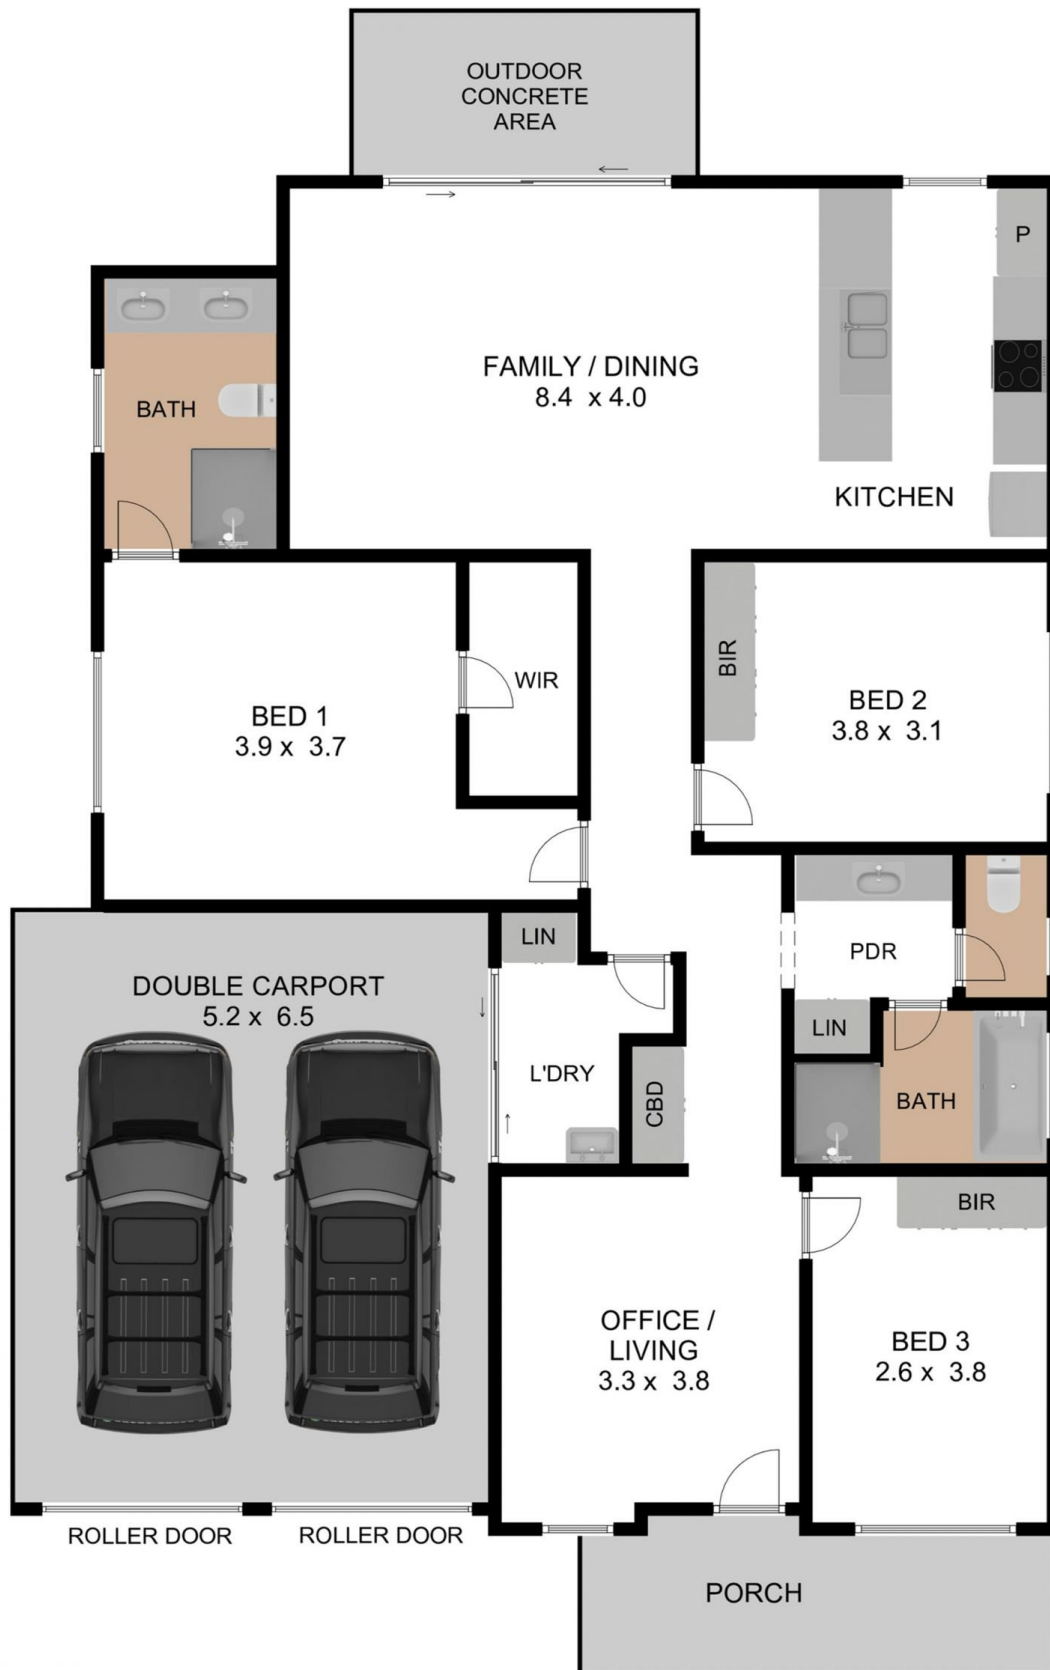 OUTDOOR
CONCRETE
AREA
P
FAMILY / DINING
8.4 x 4.0
BATH
KITCHEN
BIR
WIR
BED 2
3.8 x 3.1
BED 1
3.9 x 3.7
LIN
PDR
DOUBLE CARPORT
5.2 x 6.5
LIN
L'DRY
CBD
BATH
BIR
OFFICE /
LIVING
3.3 x 3.8
BED 3
2.6 x 3.8
ROLLER DOOR
ROLLER DOOR
PORCH